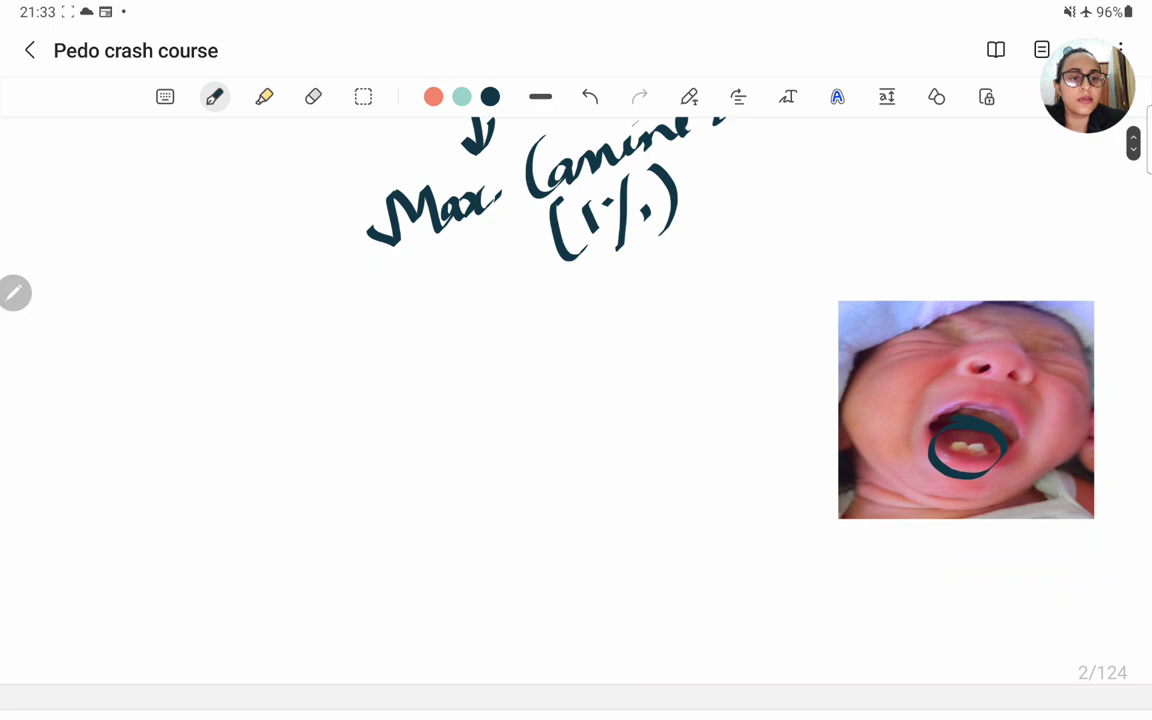 21:33
96%
Pedo crash course
Max. Canine
(1%)
2/124